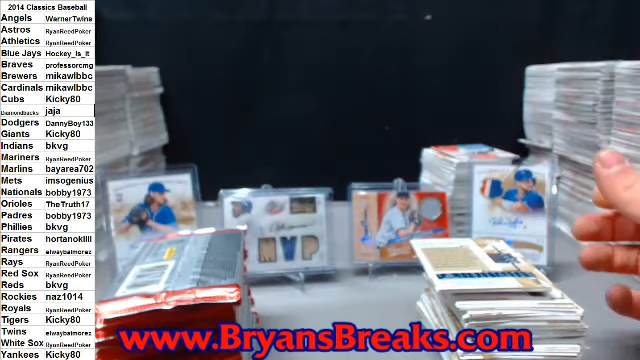 2014 Classics Baseball
Angels WarnerTwins
Astros RyanReedPoker
Athletics RyanReedPoker
Blue Jays Hockey_Is_It
Braves professorcmg
Brewers mikawlbbc
Cardinals mikawlbbc
Cubs Kicky80
Diamondbacks jaja
Dodgers DannyBoy133
Giants Kicky80
Indians bkvg
Mariners RyanReedPoker
Marlins bayarea702
Mets imsogenius
Nationals bobby1973
Orioles TheTruth17
Padres bobby1973
Phillies bkvg
Pirates hortanokilli
Rangers elwaybalmorez
Rays RyanReedPoker
Red Sox RyanReedPoker
Reds bkvg
Rockies naz1014
Royals RyanReedPoker
Tigers Kicky80
Twins elwaybalmorez
White Sox RyanReedPoker
Yankees Kicky80
MVP
www.BryansBreaks.com